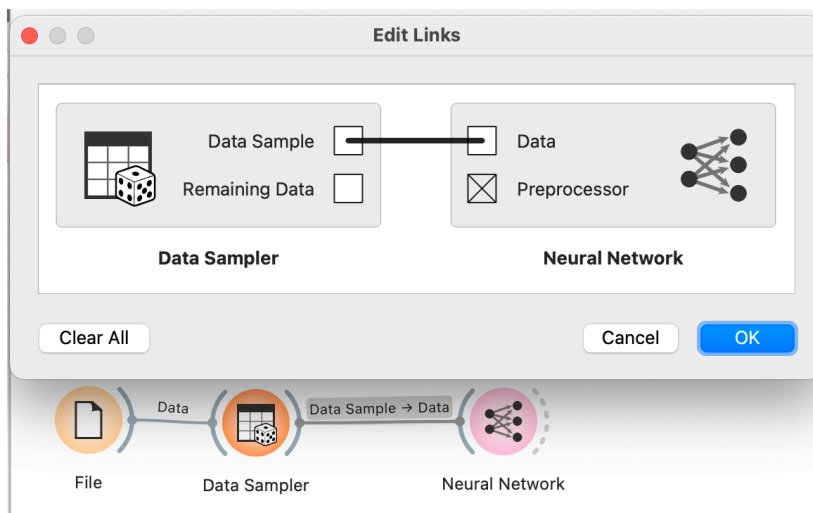 Edit Links
Data Sample
Data
Remaining Data
Preprocessor
Data Sampler
Neural Network
Clear All
Cancel
OK
Data
Data Sample → Data
File
Data Sampler
Neural Network